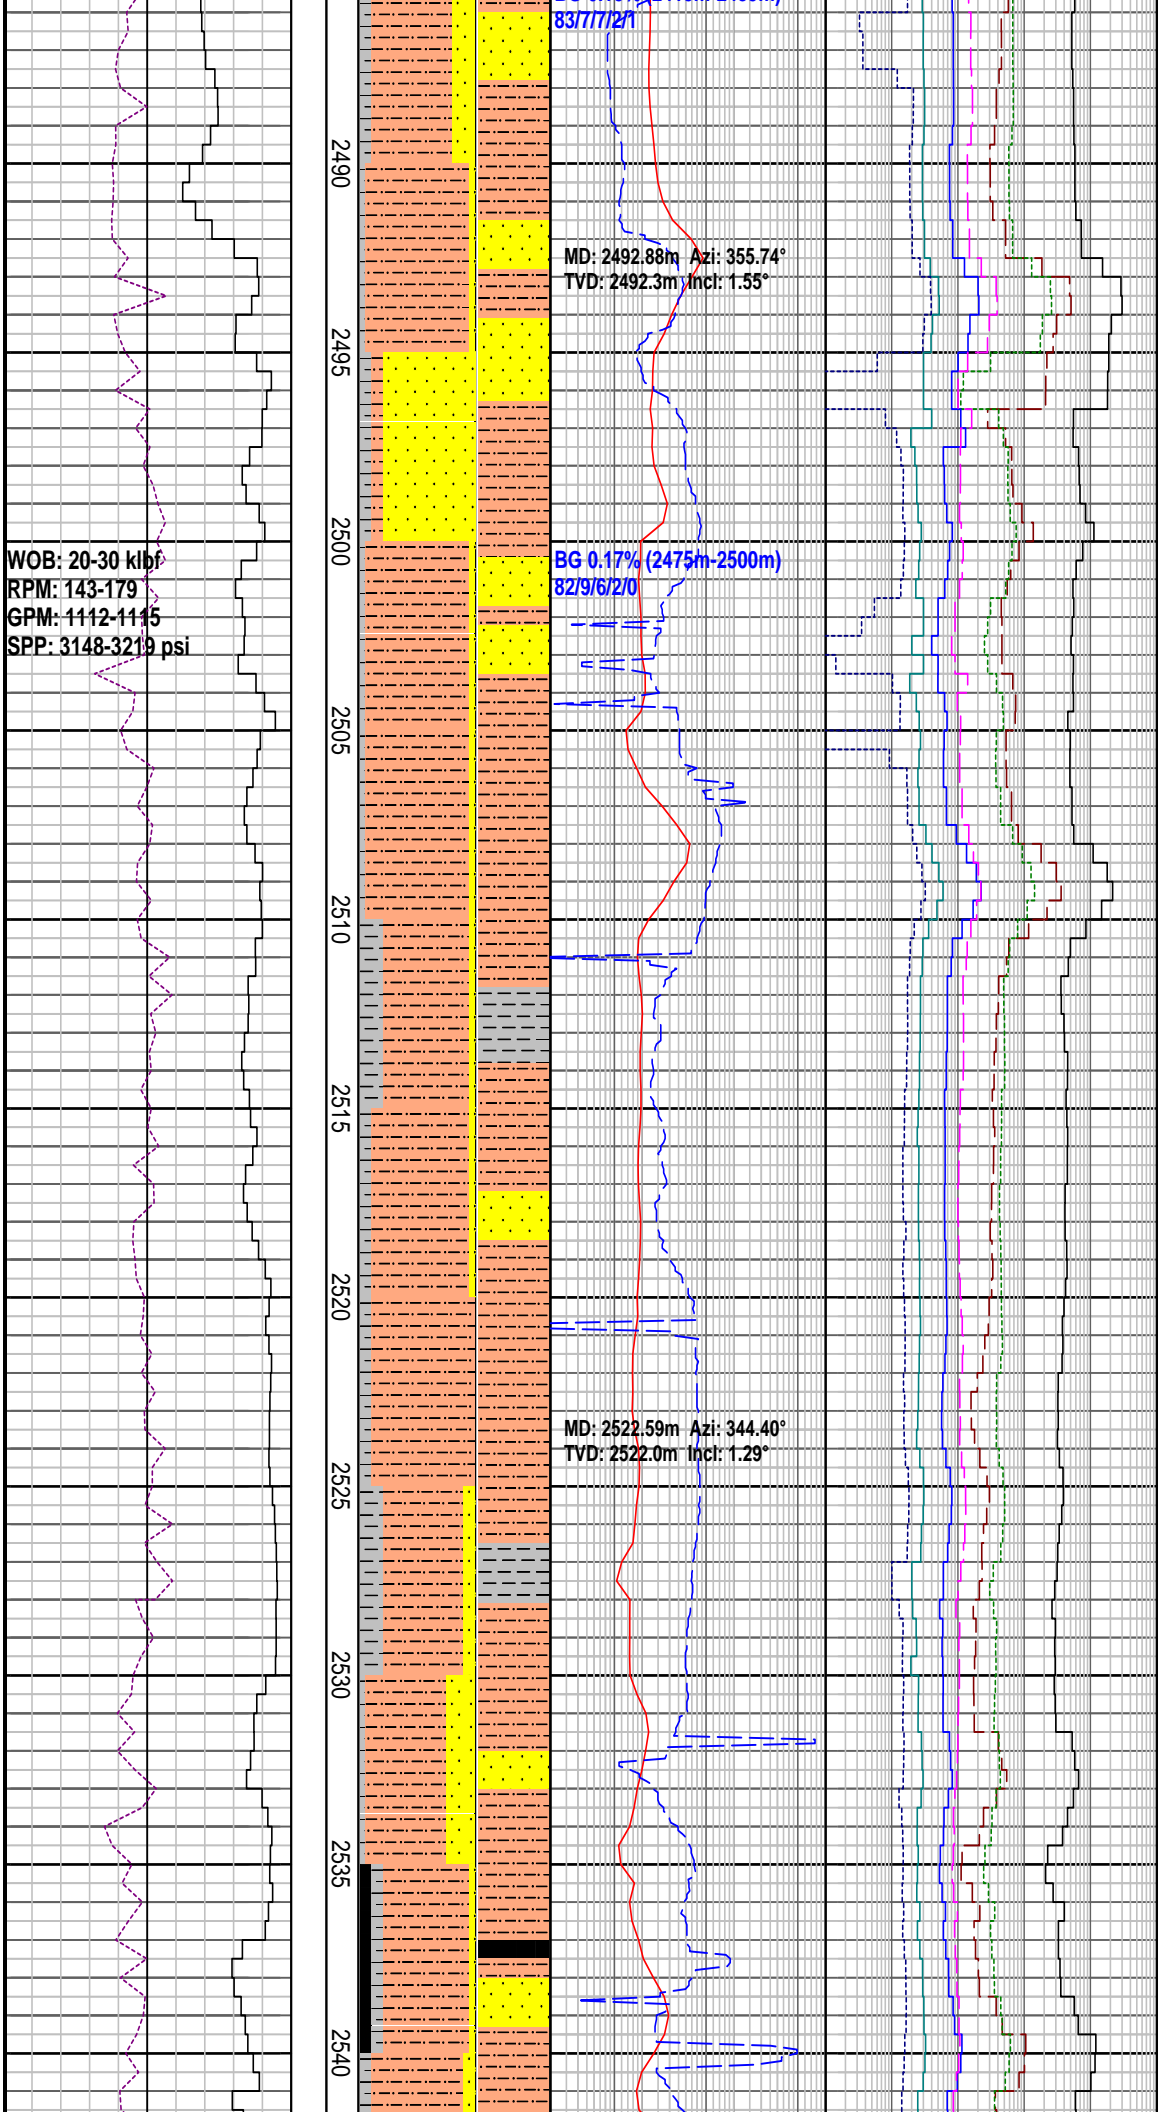 83/7/7/2/1
2490
MD: 2492.88m Azi: 355.74°
TVD: 2492.3m Incl: 1.55°
2495
2500
WOB: 20-30 klbf
RPM: 143-179
GPM: 1112-1115
SPP: 3148-3219 psi
BG 0.17% (2475m-2500m)
82/9/6/2/0
2505
2510
2515
2520
MD: 2522.59m Azi: 344.40°
TVD: 2522.0m Incl: 1.29°
2525
2530
2535
2540